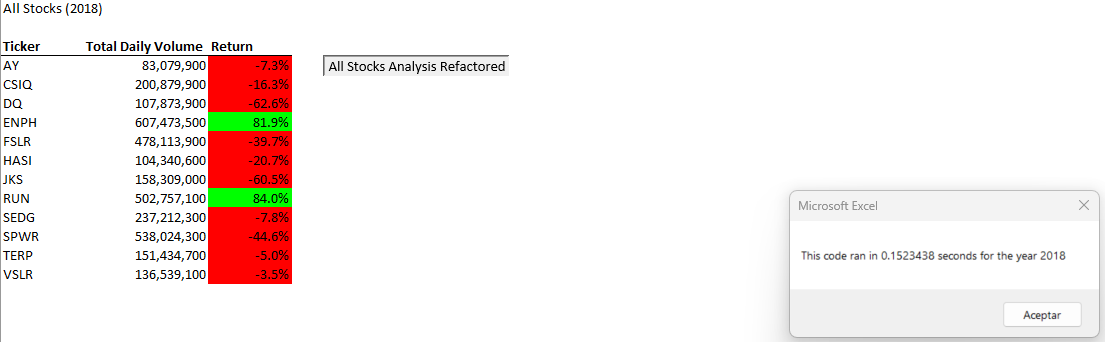 All Stocks (2018)
Ticker Total Daily Volume Return
AY 83,079,900 -7.3%
CSIQ 200,879,900 -16.3%
DQ 107,873,900 -62.6%
ENPH 607,473,500 81.9%
FSLR 478,113,900 -39.7%
HASI 104,340,600 -20.7%
JKS 158,309,000 -60.5%
RUN 502,757,100 84.0%
SEDG 237,212,300 -7.8%
SPWR 538,024,300 -44.6%
TERP 151,434,700 -5.0%
VSLR 136,539,100 -3.5%
All Stocks Analysis Refactored
Microsoft Excel
This code ran in 0.1523438 seconds for the year 2018
Aceptar